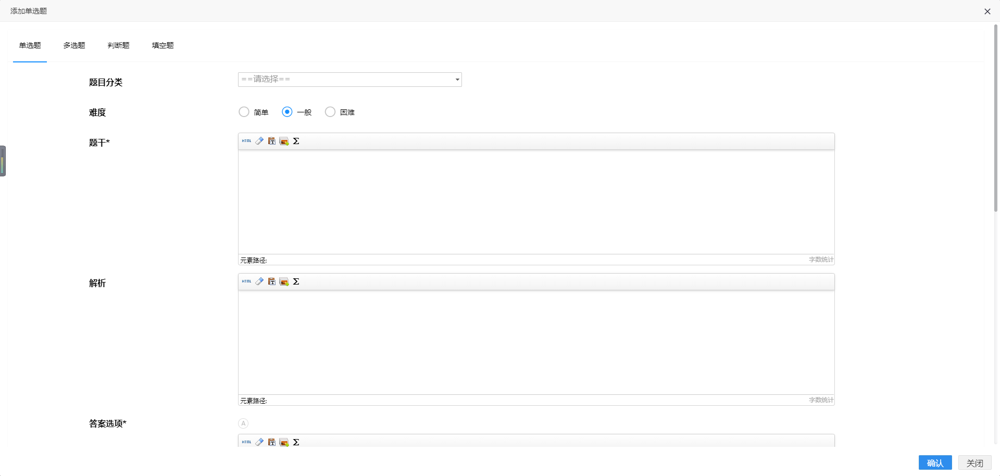 添加单选题
单选题 多选题 判断题 填空题
题目分类 ==请选择==
难度 简单 一般 困难
题干* HTML Σ
元素路径: 字数统计
解析 HTML Σ
元素路径: 字数统计
答案选项* A
HTML Σ
确认 关闭